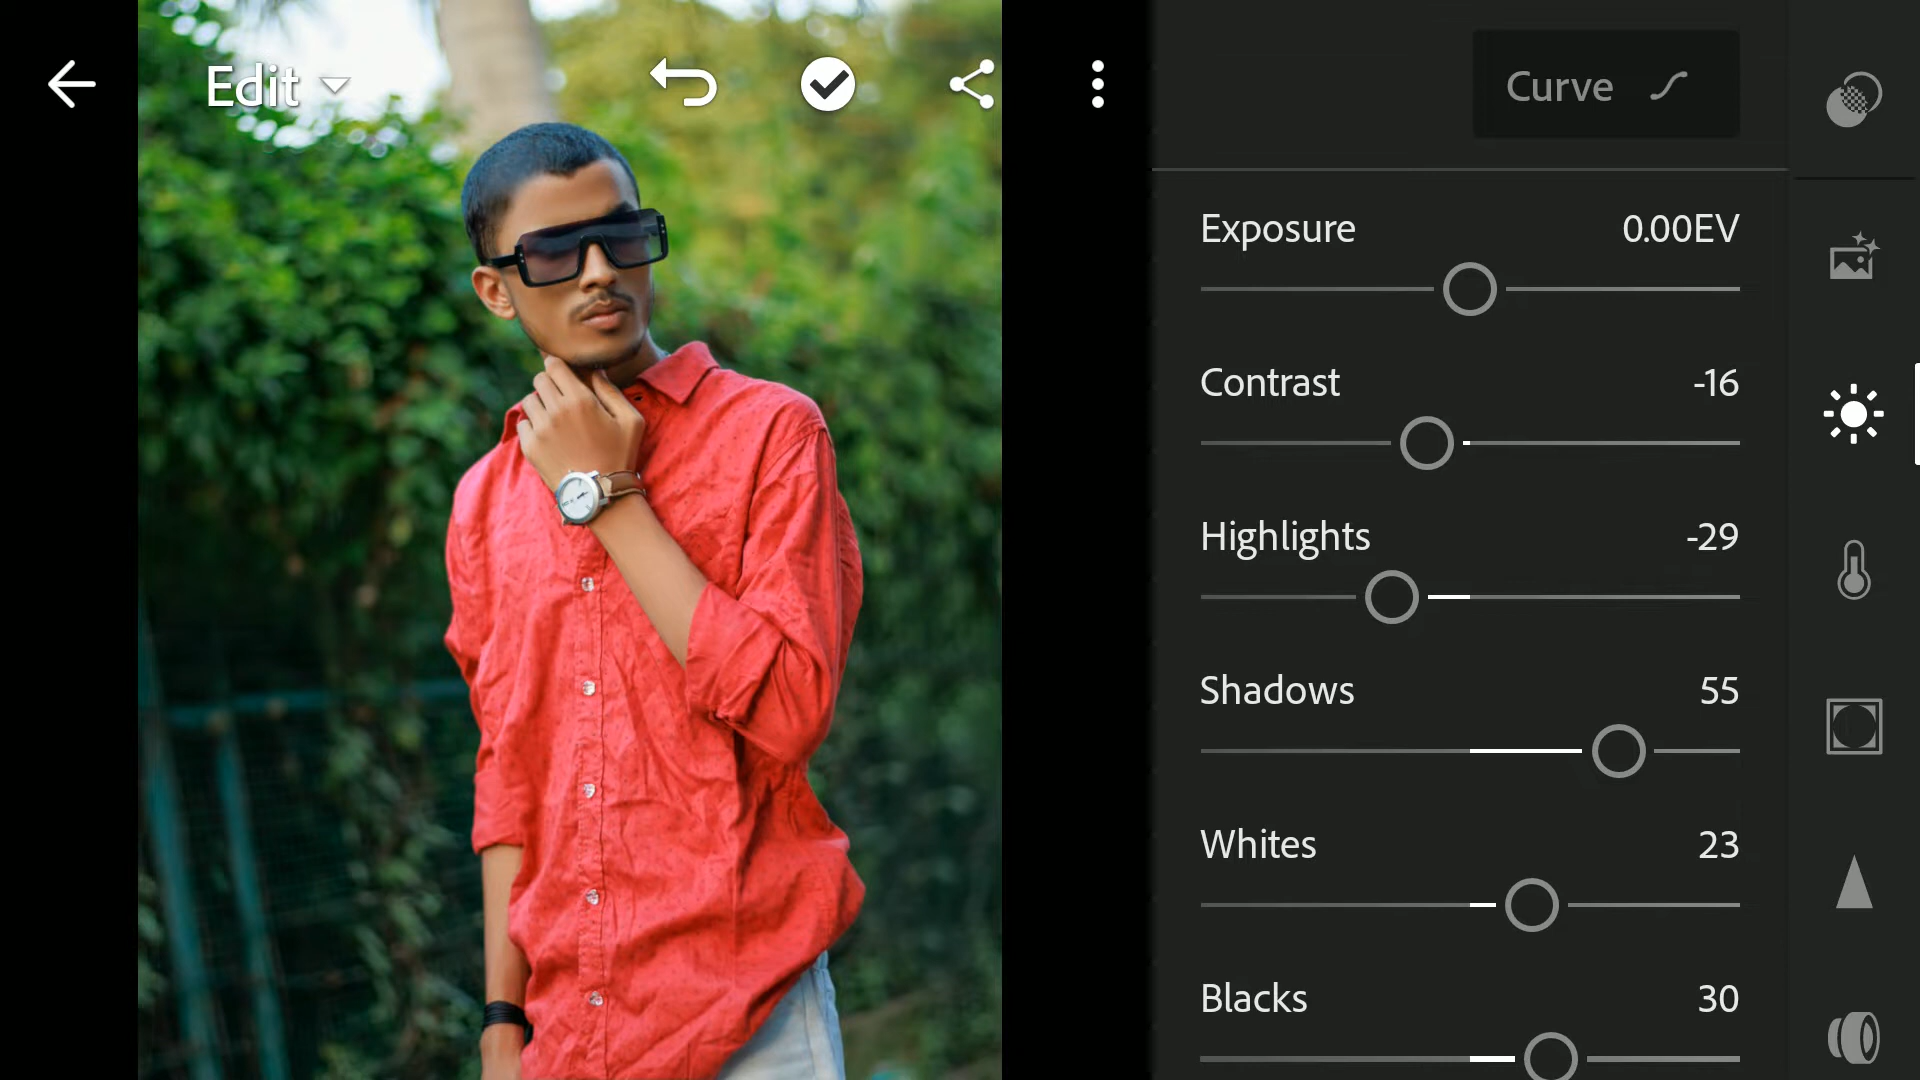 Edit
Curve
Exposure 0.00EV
Contrast -16
Highlights -29
Shadows 55
Whites 23
Blacks 30